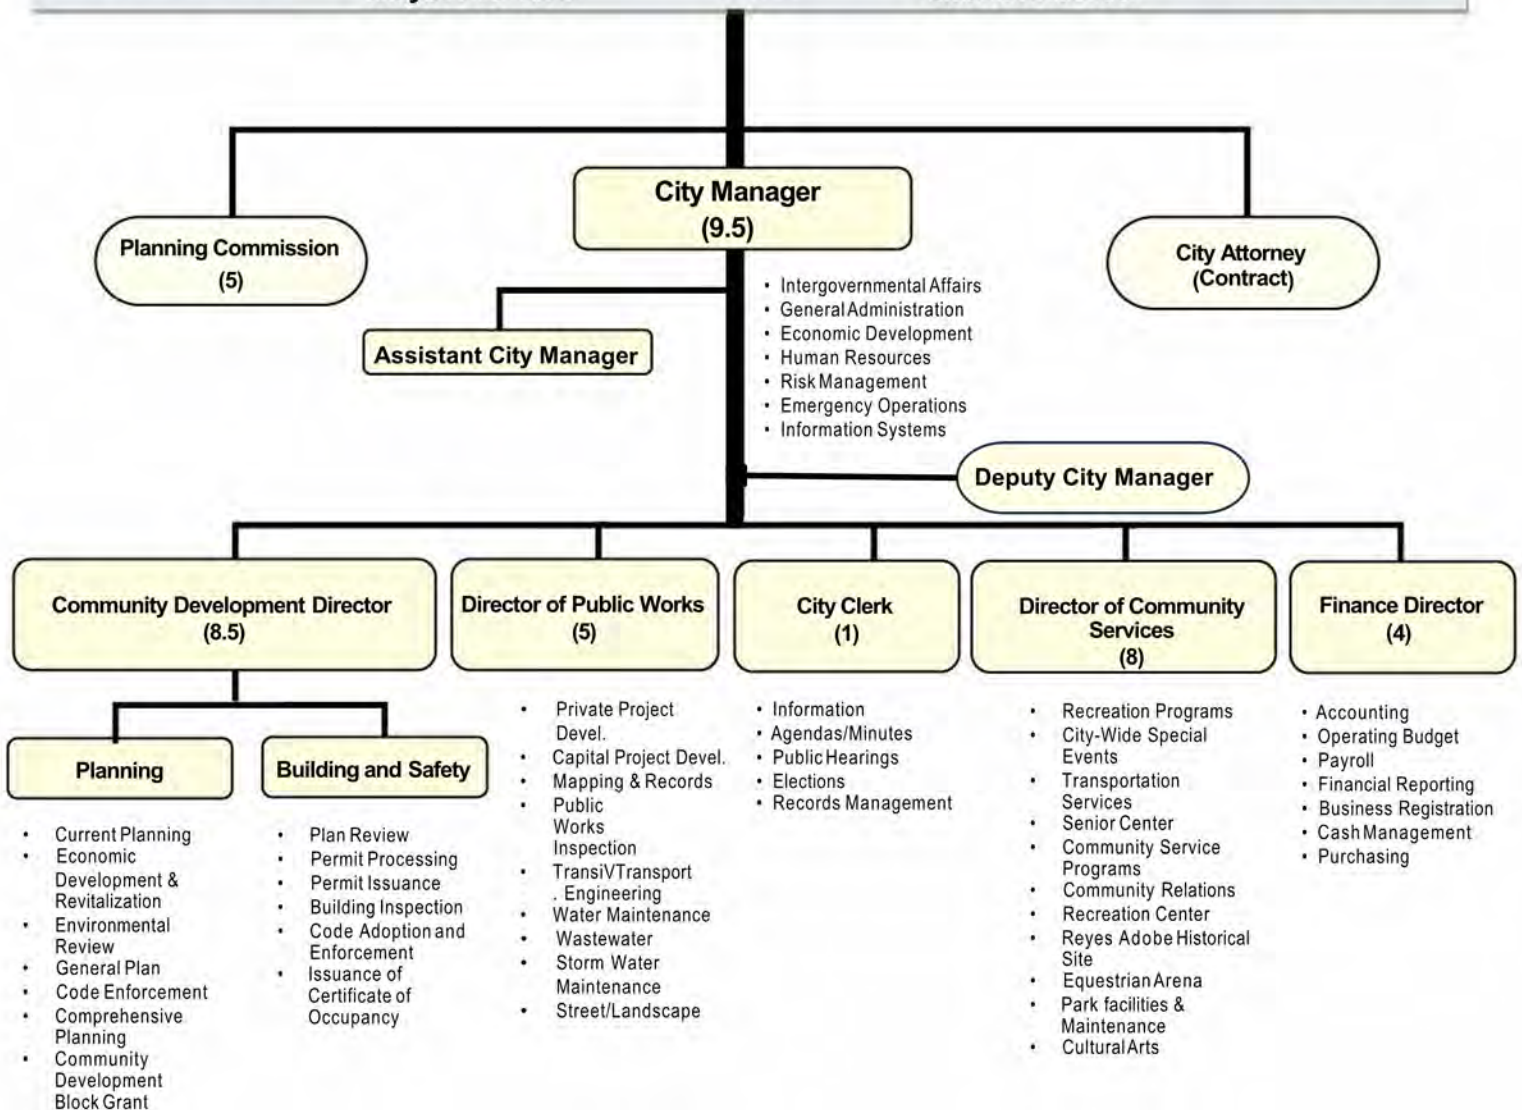 City Manager
(9.5)
Planning Commission
(5)
City Attorney
(Contract)
• Intergovernmental Affairs
• General Administration
• Economic Development
• Human Resources
• Risk Management
• Emergency Operations
• Information Systems
Assistant City Manager
Deputy City Manager
Community Development Director
(8.5)
Director of Public Works
(5)
City Clerk
(1)
Director of Community
Services
(8)
Finance Director
(4)
Planning
• Current Planning
• Economic
Development &
Revitalization
• Environmental
Review
• General Plan
• Code Enforcement
• Comprehensive
Planning
• Community
Development
Block Grant
Building and Safety
• Plan Review
• Permit Processing
• Permit Issuance
• Building Inspection
• Code Adoption and
Enforcement
• Issuance of
Certificate of
Occupancy
• Private Project
Devel.
• Capital Project Devel.
• Mapping & Records
• Public
Works
Inspection
• TransiV/Transport
. Engineering
• Water Maintenance
• Wastewater
• Storm Water
Maintenance
• Street/Landscape
• Information
• Agendas/Minutes
• Public Hearings
• Elections
• Records Management
• Recreation Programs
• City-Wide Special
Events
• Transportation
Services
• Senior Center
• Community Service
Programs
• Community Relations
• Recreation Center
• Reyes Adobe Historical
Site
• Equestrian Arena
• Park facilities &
Maintenance
• Cultural Arts
• Accounting
• Operating Budget
• Payroll
• Financial Reporting
• Business Registration
• Cash Management
• Purchasing